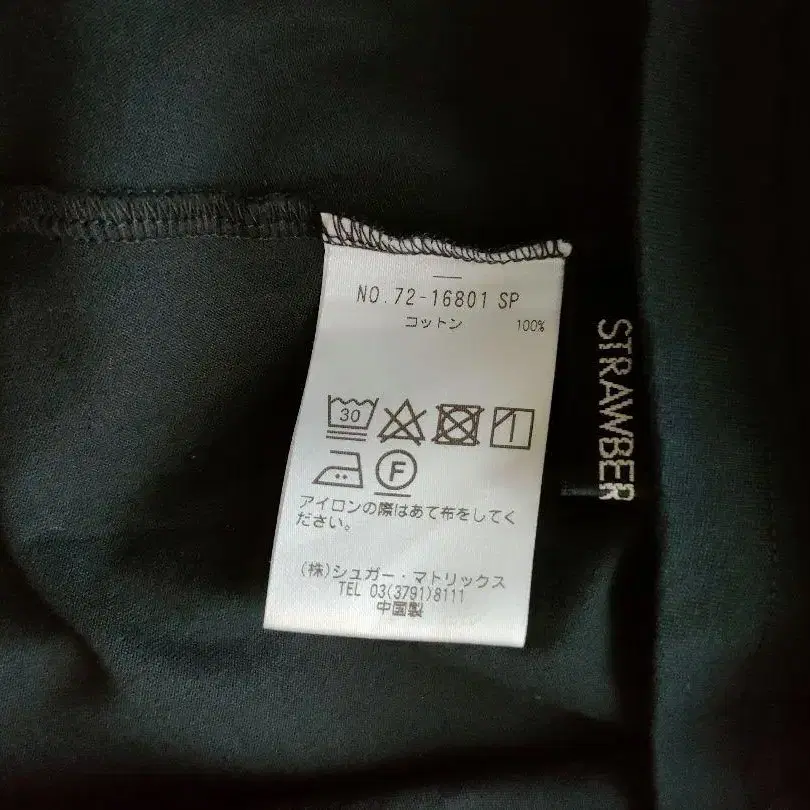 NO.72-16801 SP
コットン 100%
30
F
アイロンの際はあて布をしてく
ださい。
(株)シュガー・マトリックス
TEL 03(3791)8111
中国製
STRAWBER